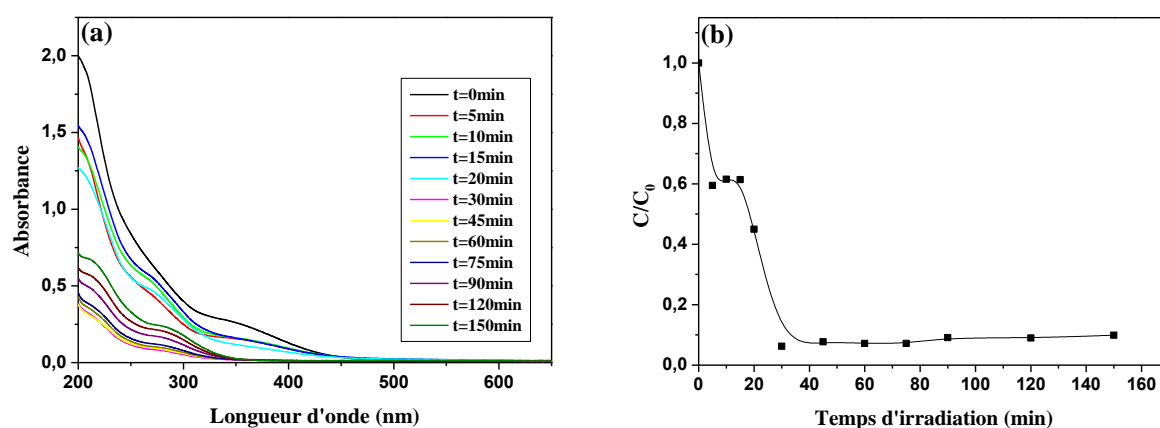 (a)
2,0
1,5
1,0
0,5
0,0
200 300 400 500 600
Absorbance
Longueur d'onde (nm)
t=0min
t=5min
t=10min
t=15min
t=20min
t=30min
t=45min
t=60min
t=75min
t=90min
t=120min
t=150min
(b)
1,0
0,8
0,6
0,4
0,2
0,0
0 20 40 60 80 100 120 140 160
C/C0
Temps d'irradiation (min)